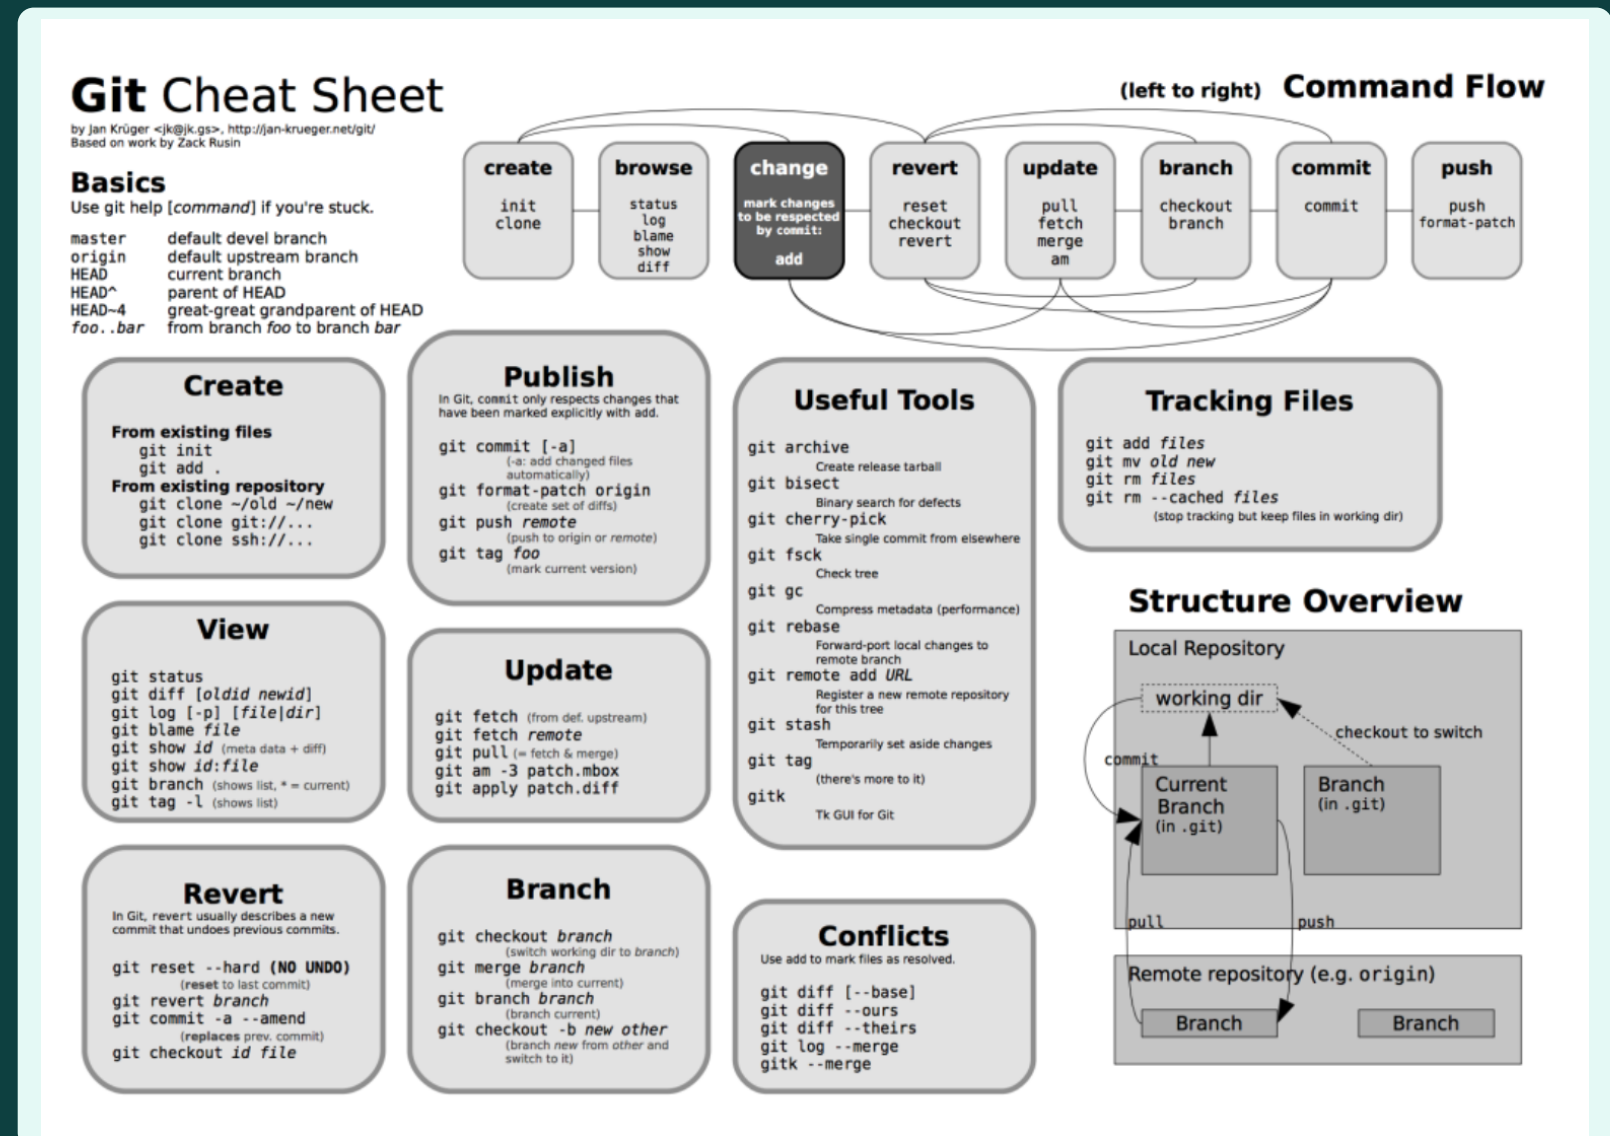 Git Cheat Sheet
by Jan Krüger <jk@jk.gs>, http://jan-krueger.net/git/
Based on work by Zack Rusin
Basics
Use git help [command] if you're stuck.
master default devel branch
origin default upstream branch
HEAD current branch
HEAD^ parent of HEAD
HEAD~4 great-great grandparent of HEAD
foo..bar from branch foo to branch bar
(left to right) Command Flow
create
init
clone
browse
status
log
blame
show
diff
change
mark changes
to be respected
by commit:
add
revert
reset
checkout
revert
update
pull
fetch
merge
am
branch
checkout
branch
commit
commit
push
push
format-patch
Create
From existing files
git init
git add .
From existing repository
git clone ~/old ~/new
git clone git://...
git clone ssh://...
View
git status
git diff [oldid newid]
git log [-p] [file|dir]
git blame file
git show id (meta data + diff)
git show id:file
git branch (shows list, * = current)
git tag -l (shows list)
Revert
In Git, revert usually describes a new
commit that undoes previous commits.
git reset --hard (NO UNDO)
(reset to last commit)
git revert branch
git commit -a --amend
(replaces prev. commit)
git checkout id file
Publish
In Git, commit only respects changes that
have been marked explicitly with add.
git commit [-a]
(-a: add changed files
automatically)
git format-patch origin
(create set of diffs)
git push remote
(push to origin or remote)
git tag foo
(mark current version)
Update
git fetch (from def. upstream)
git fetch remote
git pull (= fetch & merge)
git am -3 patch.mbox
git apply patch.diff
Branch
git checkout branch
(switch working dir to branch)
git merge branch
(merge into current)
git branch branch
(branch current)
git checkout -b new other
(branch new from other and
switch to it)
Useful Tools
git archive
Create release tarball
git bisect
Binary search for defects
git cherry-pick
Take single commit from elsewhere
git fsck
Check tree
git gc
Compress metadata (performance)
git rebase
Forward-port local changes to
remote branch
git remote add URL
Register a new remote repository
for this tree
git stash
Temporarily set aside changes
git tag
(there's more to it)
gitk
Tk GUI for Git
Conflicts
Use add to mark files as resolved.
git diff [--base]
git diff --ours
git diff --theirs
git log --merge
gitk --merge
Tracking Files
git add files
git mv old new
git rm files
git rm --cached files
(stop tracking but keep files in working dir)
Structure Overview
Local Repository
working dir
checkout to switch
commit
Current
Branch
(in .git)
Branch
(in .git)
pull
push
Remote repository (e.g. origin)
Branch
Branch